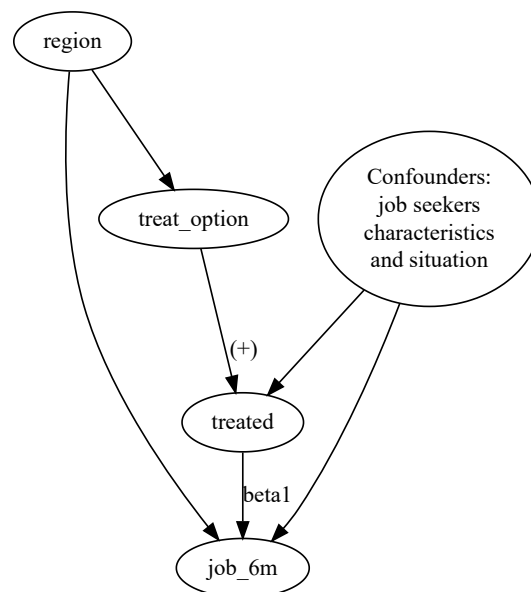 region
treat_option
Confounders:
job seekers
characteristics
and situation
(+)
treated
beta1
job_6m